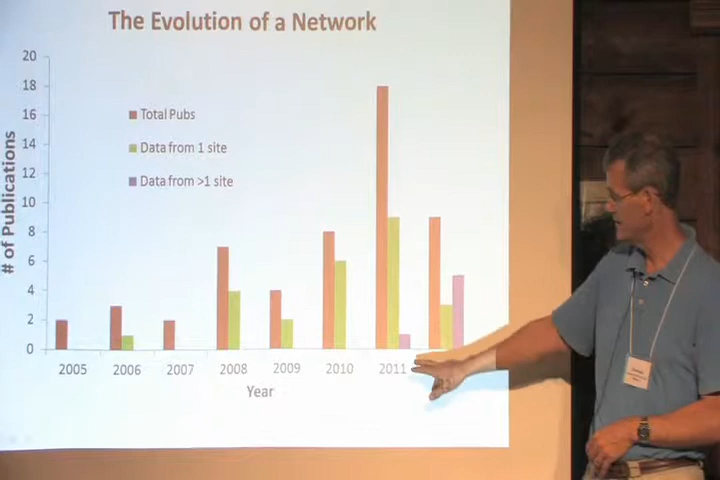 The Evolution of a Network
20
18
16
14
12
10
8
6
4
2
0
# of Publications
Total Pubs
Data from 1 site
Data from >1 site
2005 2006 2007 2008 2009 2010 2011
Year